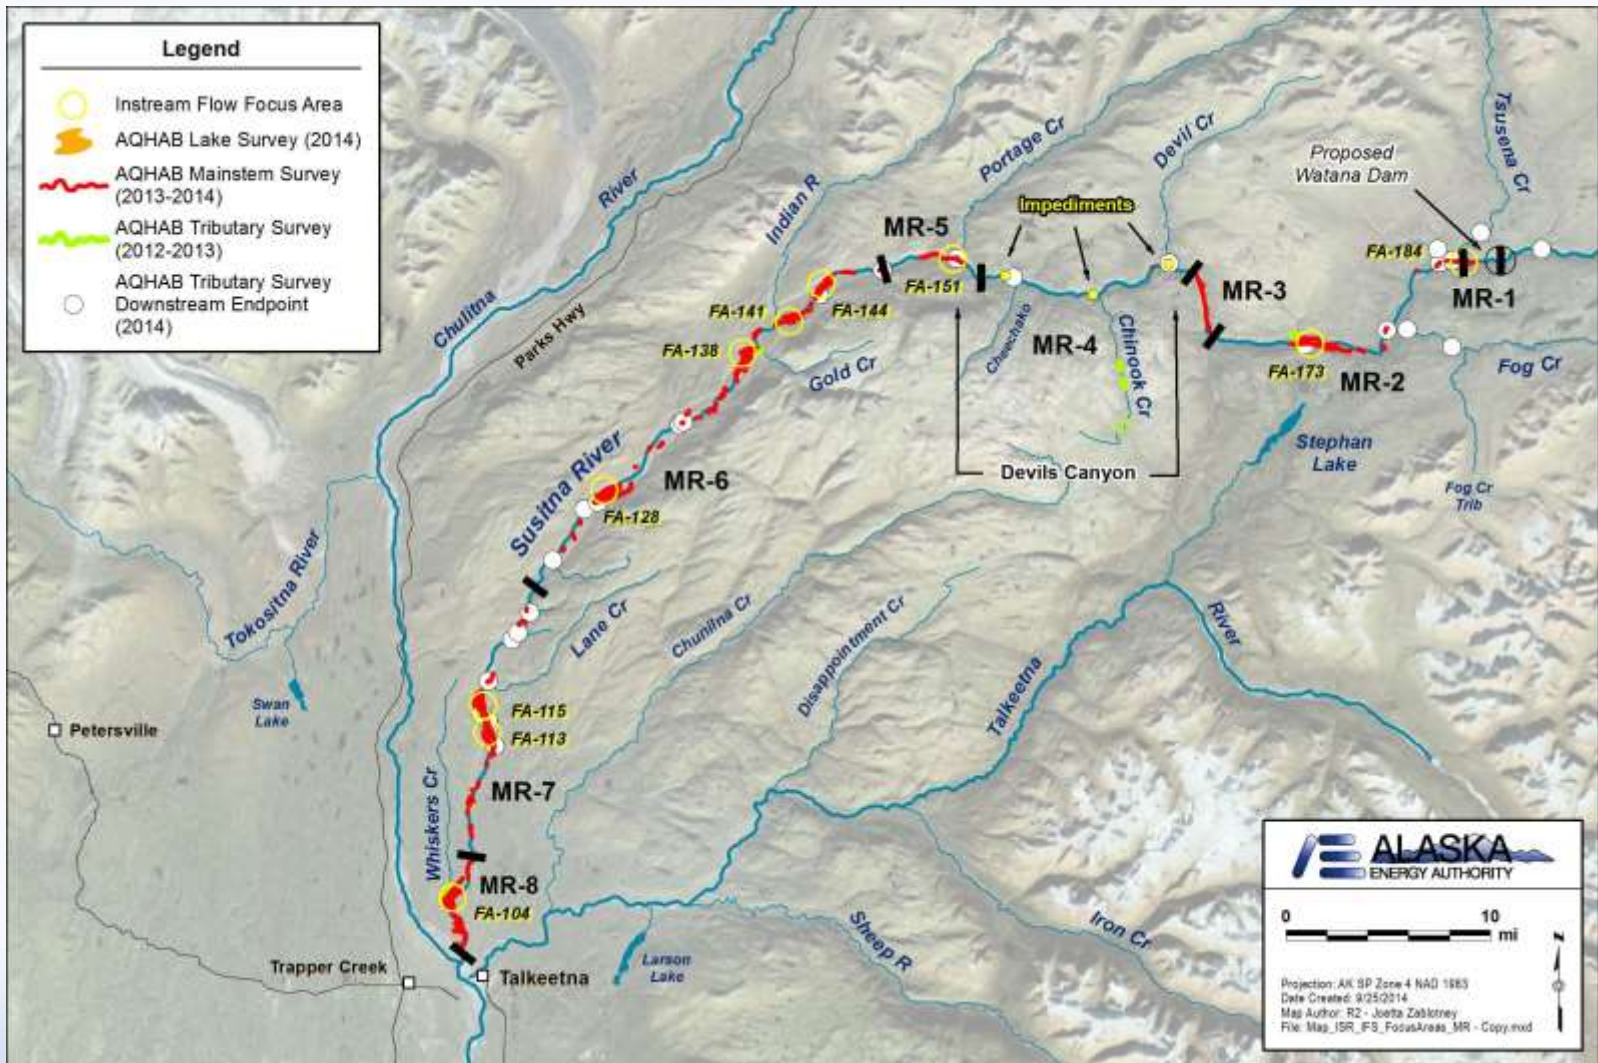 Legend
Instream Flow Focus Area
AQHAB Lake Survey (2014)
AQHAB Mainstem Survey
(2013-2014)
AQHAB Tributary Survey
(2012-2013)
AQHAB Tributary Survey
Downstream Endpoint
(2014)
Chulitna
River
Parks Hwy
Indian R
Portage Cr
Devil Cr
Tsusena Cr
Proposed
Watana Dam
Impediments
MR-5
FA-184
MR-1
FA-151
FA-141
FA-144
MR-3
FA-138
Gold Cr
Cheechako
MR-4
Chinook Cr
FA-173
MR-2
Fog Cr
Devils Canyon
Stephan
Lake
Fog Cr
Trib
Susitna River
MR-6
FA-128
Tokositna River
Lane Cr
Chunilna Cr
Disappointment Cr
River
Talkeetna
Swan
Lake
Petersville
FA-115
FA-113
Whiskers Cr
MR-7
MR-8
FA-104
Trapper Creek
Talkeetna
Larson
Lake
Sheep R
Iron Cr
ALASKA
ENERGY AUTHORITY
0 10
mi
z
Projection: AK SP Zone 4 NAD 1983
Date Created: 9/25/2014
Map Author: R2 - Joetta Zablotney
File: Map_ISR_IFS_FocusAreas_MR - Copy.mxd